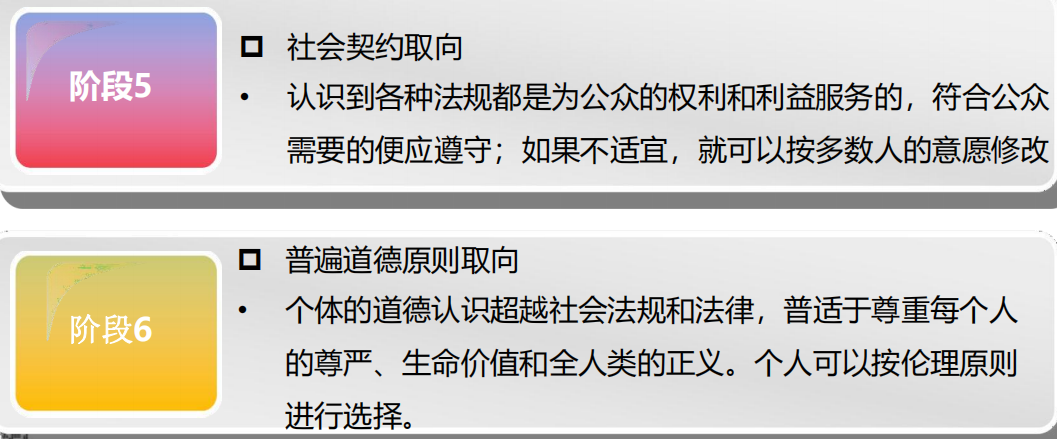 阶段5
社会契约取向
认识到各种法规都是为公众的权利和利益服务的，符合公众
需要的便应遵守；如果不适宜，就可以按多数人的意愿修改
阶段6
普遍道德原则取向
个体的道德认识超越社会法规和法律，普适于尊重每个人
的尊严、生命价值和全人类的正义。个人可以按伦理原则
进行选择。